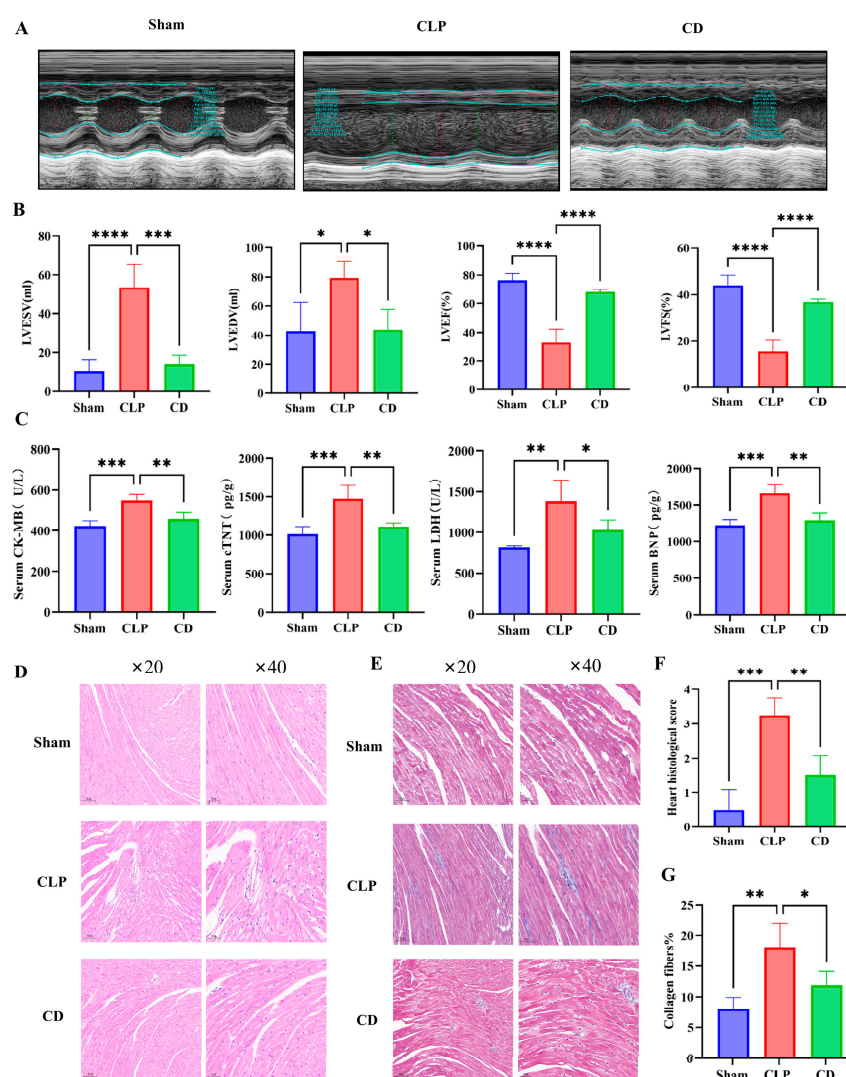 A
Sham
CLP
CD
B
**** ***
LVESV(ml)
80
60
40
20
0
Sham CLP CD
* *
LVEDV(ml)
100
80
60
40
20
0
Sham CLP CD
**** ****
LVEF(%)
100
80
60
40
20
0
Sham CLP CD
**** ****
LVFS(%)
60
40
20
0
Sham CLP CD
C
*** **
Serum CK-MB( U/L)
800
600
400
200
0
Sham CLP CD
*** **
Serum cTNT( pg/g)
2000
1500
1000
500
0
Sham CLP CD
** *
Serum LDH(U/L)
2000
1500
1000
500
0
Sham CLP CD
*** **
Serum BNP( pg/g)
2000
1500
1000
500
0
Sham CLP CD
D
×20 ×40
Sham
CLP
CD
E
×20 ×40
Sham
CLP
CD
F
*** **
Heart histological score
4
3
2
1
0
Sham CLP CD
G
** *
Collagen fibers%
25
20
15
10
5
0
Sham CLP CD